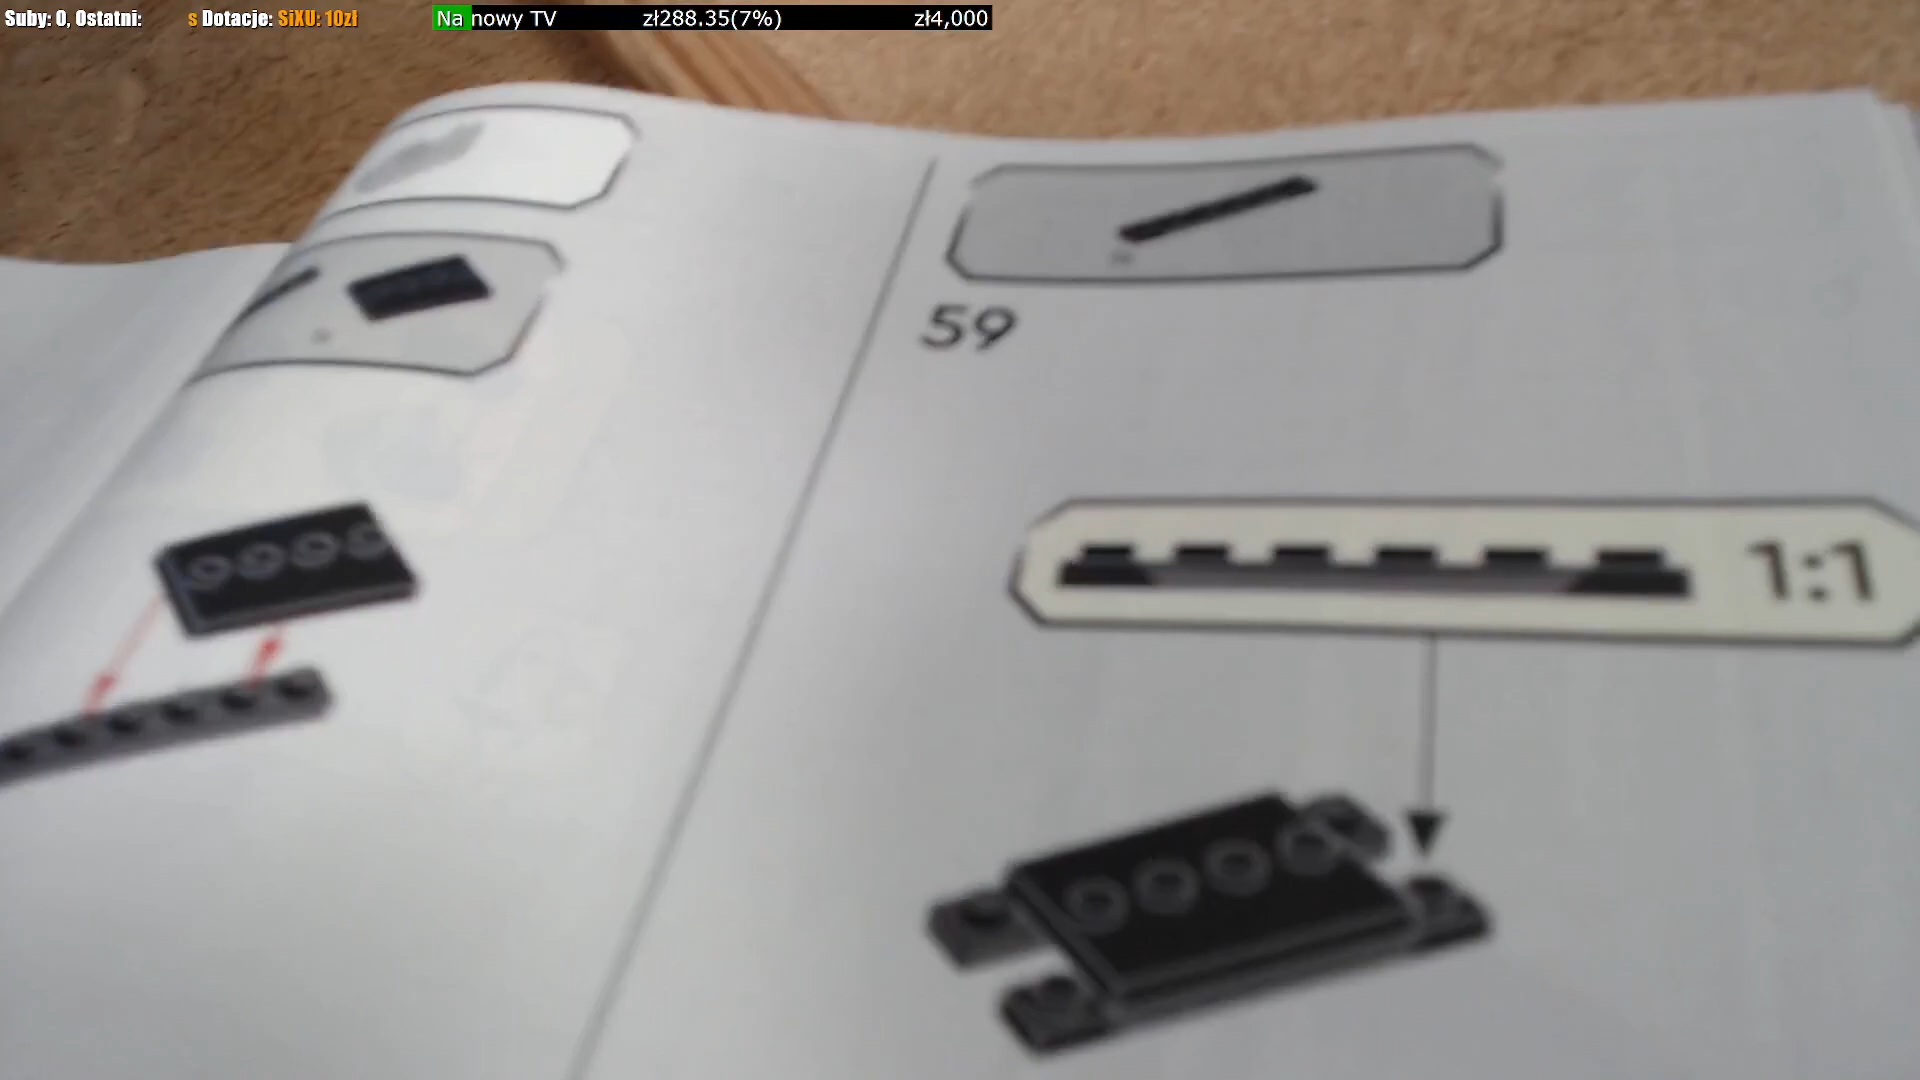 Suby: 0, Ostatni: s Dotacje: SiXU: 10zł
Na nowy TV zł288.35(7%) zł4,000
59
1:1